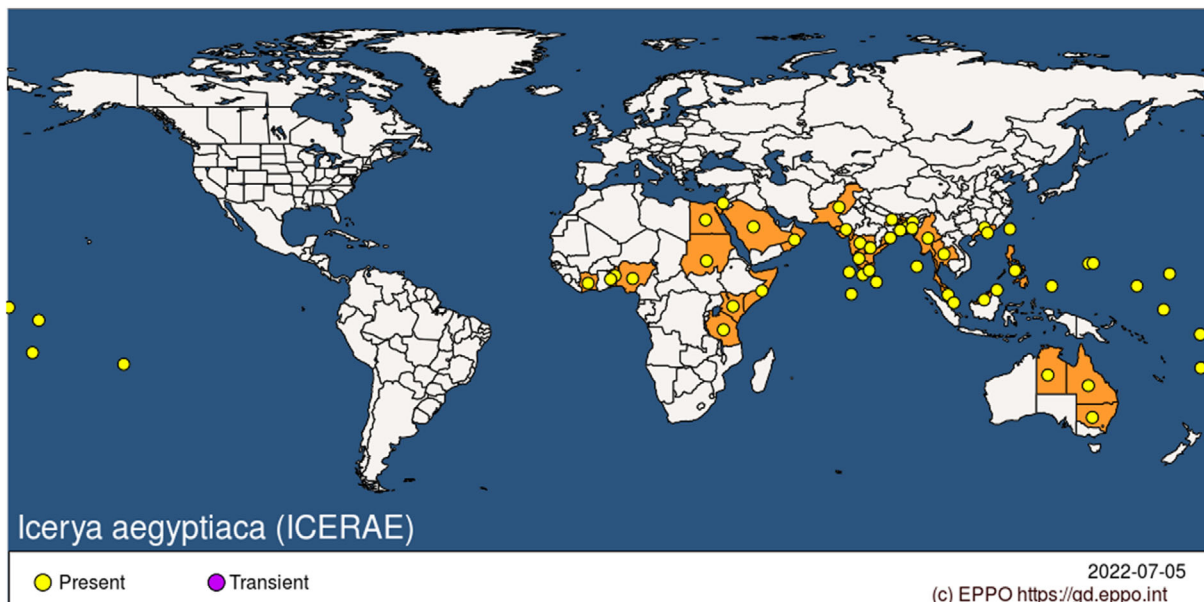 Icerya aegyptiaca (ICERAE)
Present
Transient
2022-07-05
(c) EPPO https://gd.eppo.int